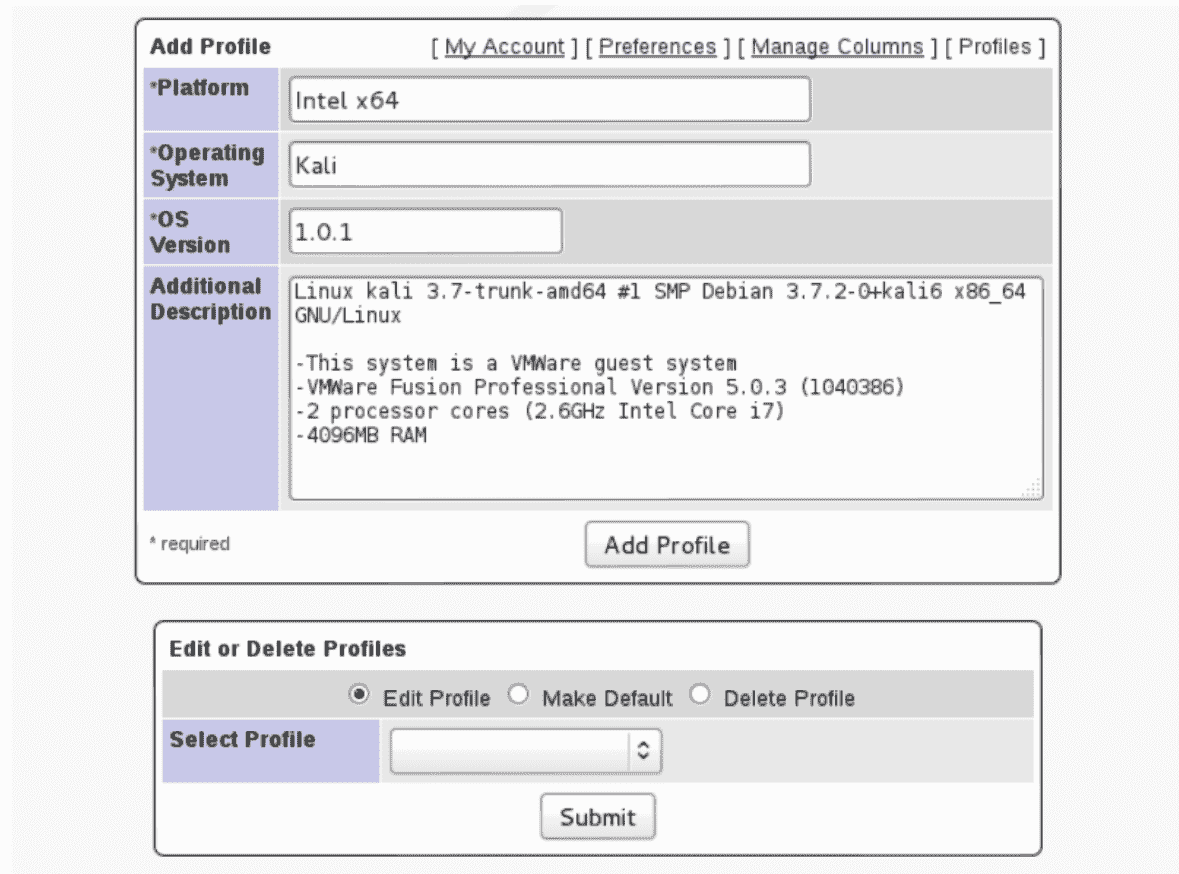 Add Profile [ My Account ] [ Preferences ] [ Manage Columns ] [ Profiles ]
*Platform
Intel x64
*Operating
System
Kali
*OS
Version
1.0.1
Additional
Description
Linux kali 3.7-trunk-amd64 #1 SMP Debian 3.7.2-0+kali6 x86_64
GNU/Linux
-This system is a VMWare guest system
-VMWare Fusion Professional Version 5.0.3 (1040386)
-2 processor cores (2.6GHz Intel Core i7)
-4096MB RAM
* required
Add Profile
Edit or Delete Profiles
Edit Profile Make Default Delete Profile
Select Profile
Submit